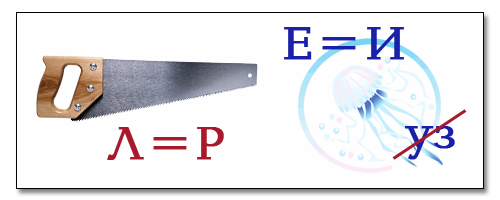 Е = И
Л = Р
уз